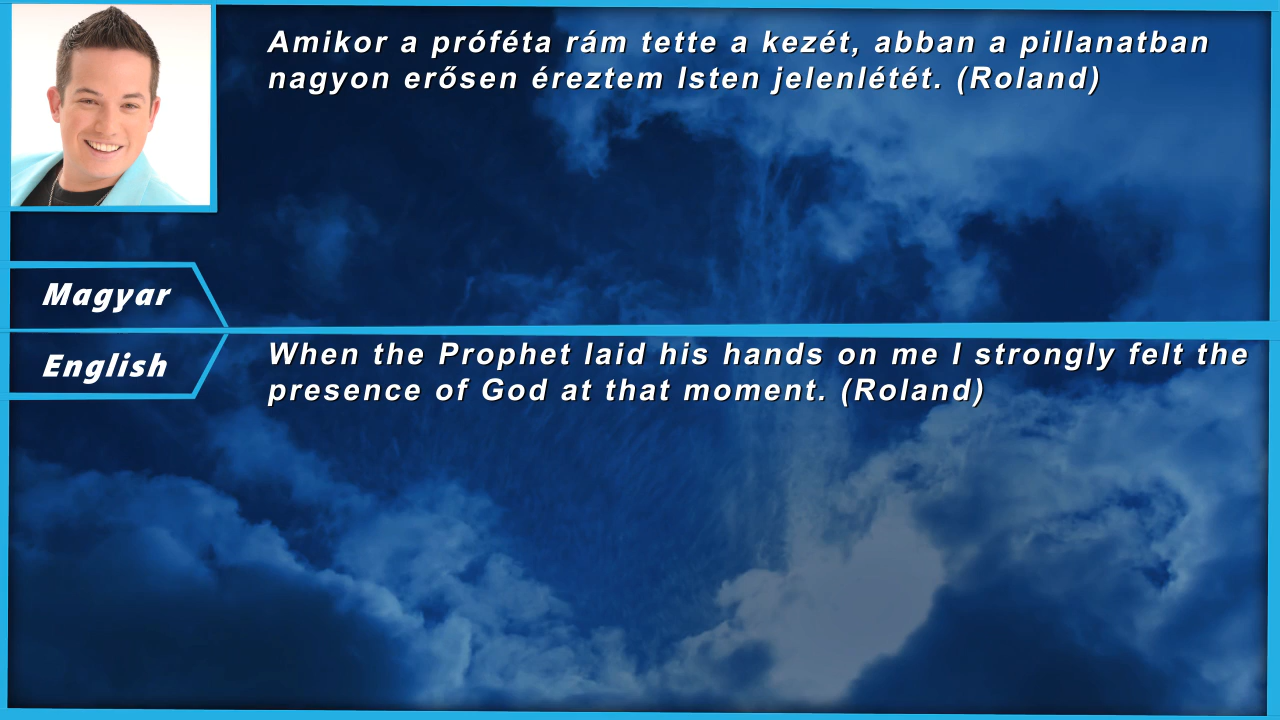 Amikor a próféta rám tette a kezét, abban a pillanatban
nagyon erősen éreztem Isten jelenlétét. (Roland)
Magyar
English
When the Prophet laid his hands on me I strongly felt the
presence of God at that moment. (Roland)